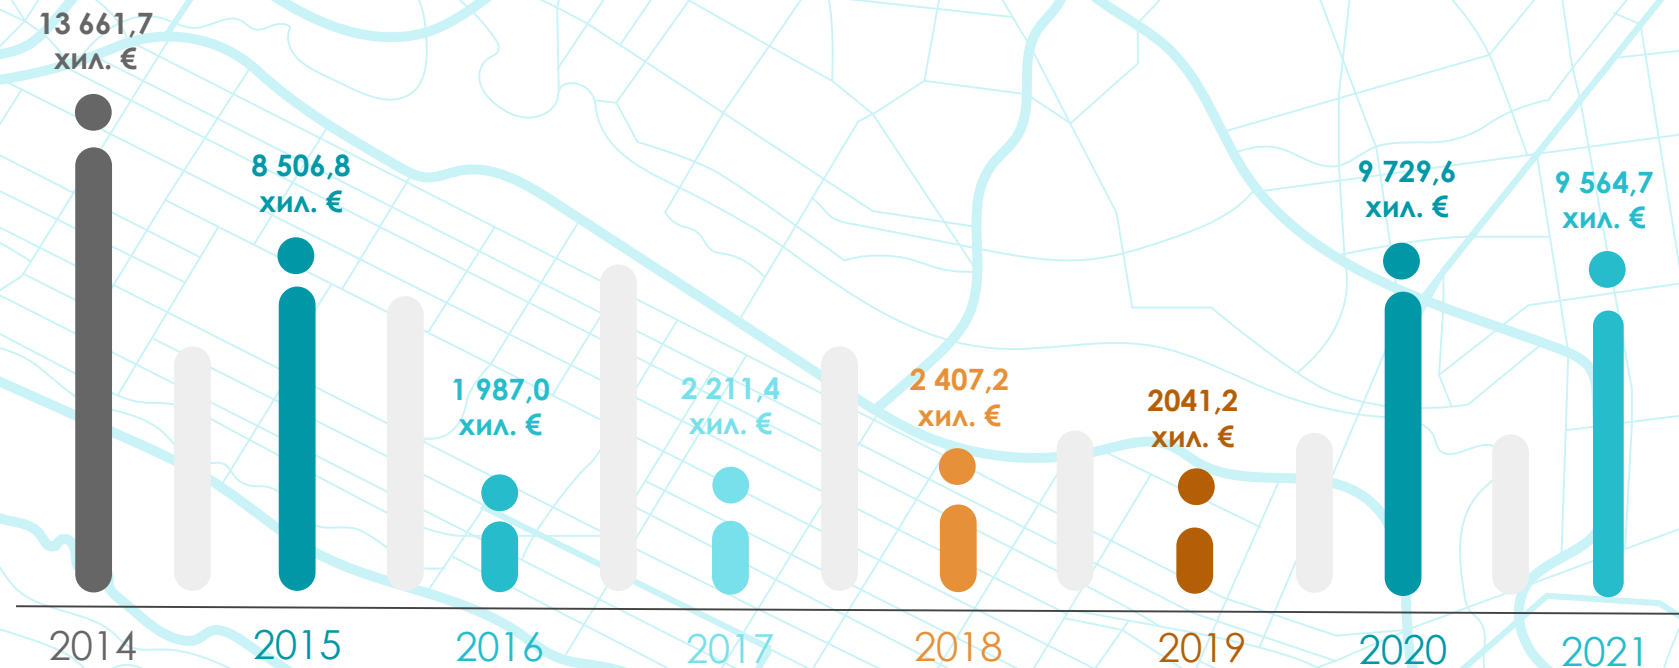 13 661,7
хил. €
8 506,8
хил. €
1 987,0
хил. €
2 211,4
хил. €
2 407,2
хил. €
2041,2
хил. €
9 729,6
хил. €
9 564,7
хил. €
2014
2015
2016
2017
2018
2019
2020
2021